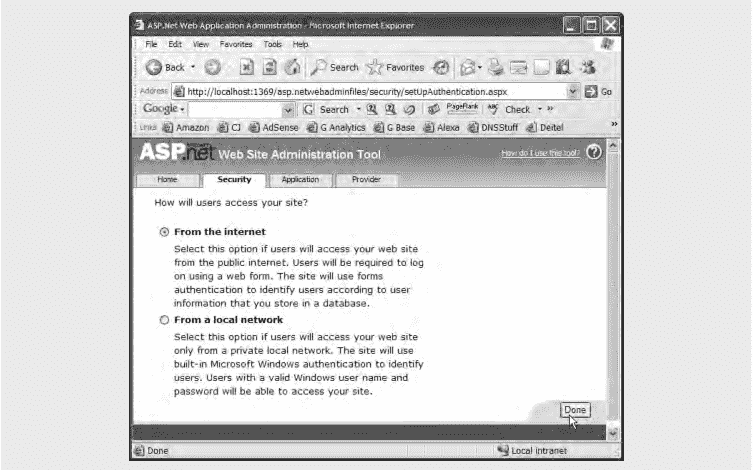 ASP.Net Web Application Administration - Microsoft Internet Explorer
File Edit View Favorites Tools Help
Back Search Favorites
Address http://localhost:1369/asp.netwebadminfiles/security/setUpAuthentication.aspx Go
Google Search PageRank Check »
Links Amazon CJ AdSense G Analytics G Base Alexa DNSStuff Deitel »
ASP.net Web Site Administration Tool How do I use this tool? ?
Home Security Application Provider
How will users access your site?
From the internet
Select this option if users will access your web site
from the public internet. Users will be required to log
on using a web form. The site will use forms
authentication to identify users according to user
information that you store in a database.
From a local network
Select this option if users will access your web site
only from a private local network. The site will use
built-in Microsoft Windows authentication to identify
users. Users with a valid Windows user name and
password will be able to access your site.
Done
Done Local intranet